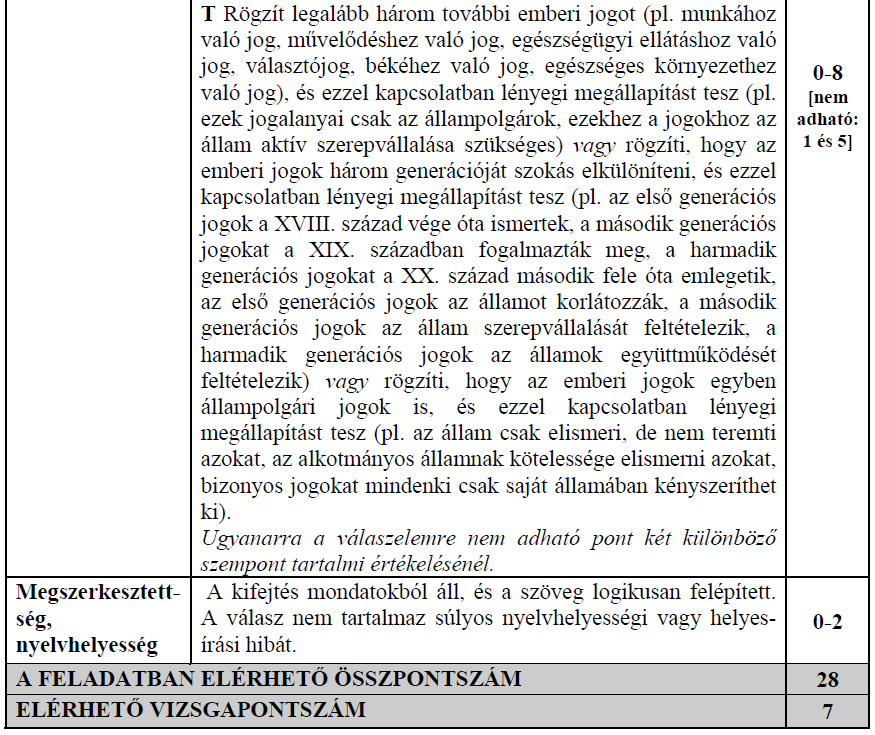 T Rögzít legalább három további emberi jogot (pl. munkához
való jog, művelődéshez való jog, egészségügyi ellátáshoz való
jog, választójog, békéhez való jog, egészséges környezethez
való jog), és ezzel kapcsolatban lényegi megállapítást tesz (pl.
ezek jogalanyai csak az állampolgárok, ezekhez a jogokhoz az
állam aktív szerepvállalása szükséges) vagy rögzíti, hogy az
emberi jogok három generációját szokás elkülöníteni, és ezzel
kapcsolatban lényegi megállapítást tesz (pl. az első generációs
jogok a XVIII. század vége óta ismertek, a második generációs
jogokat a XIX. században fogalmazták meg, a harmadik
generációs jogokat a XX. század második fele óta emlegetik,
az első generációs jogok az államot korlátozzák, a második
generációs jogok az állam szerepvállalását feltételezik, a
harmadik generációs jogok az államok együttműködését
feltételezik) vagy rögzíti, hogy az emberi jogok egyben
állampolgári jogok is, és ezzel kapcsolatban lényegi
megállapítást tesz (pl. az állam csak elismeri, de nem teremti
azokat, az alkotmányos államnak kötelessége elismerni azokat,
bizonyos jogokat mindenki csak saját államában kényszeríthet
ki).
Ugyanarra a válaszelemre nem adható pont két különböző
szempont tartalmi értékelésénél.
0-8
[nem
adható:
1 és 5]
Megszerkesztett-
ség,
nyelvhelyesség
A kifejtés mondatokból áll, és a szöveg logikusan felépített.
A válasz nem tartalmaz súlyos nyelvhelyességi vagy helyes-
írási hibát.
0-2
A FELADATBAN ELÉRHETŐ ÖSSZPONTSZÁM 28
ELÉRHETŐ VIZSGAPONTSZÁM 7